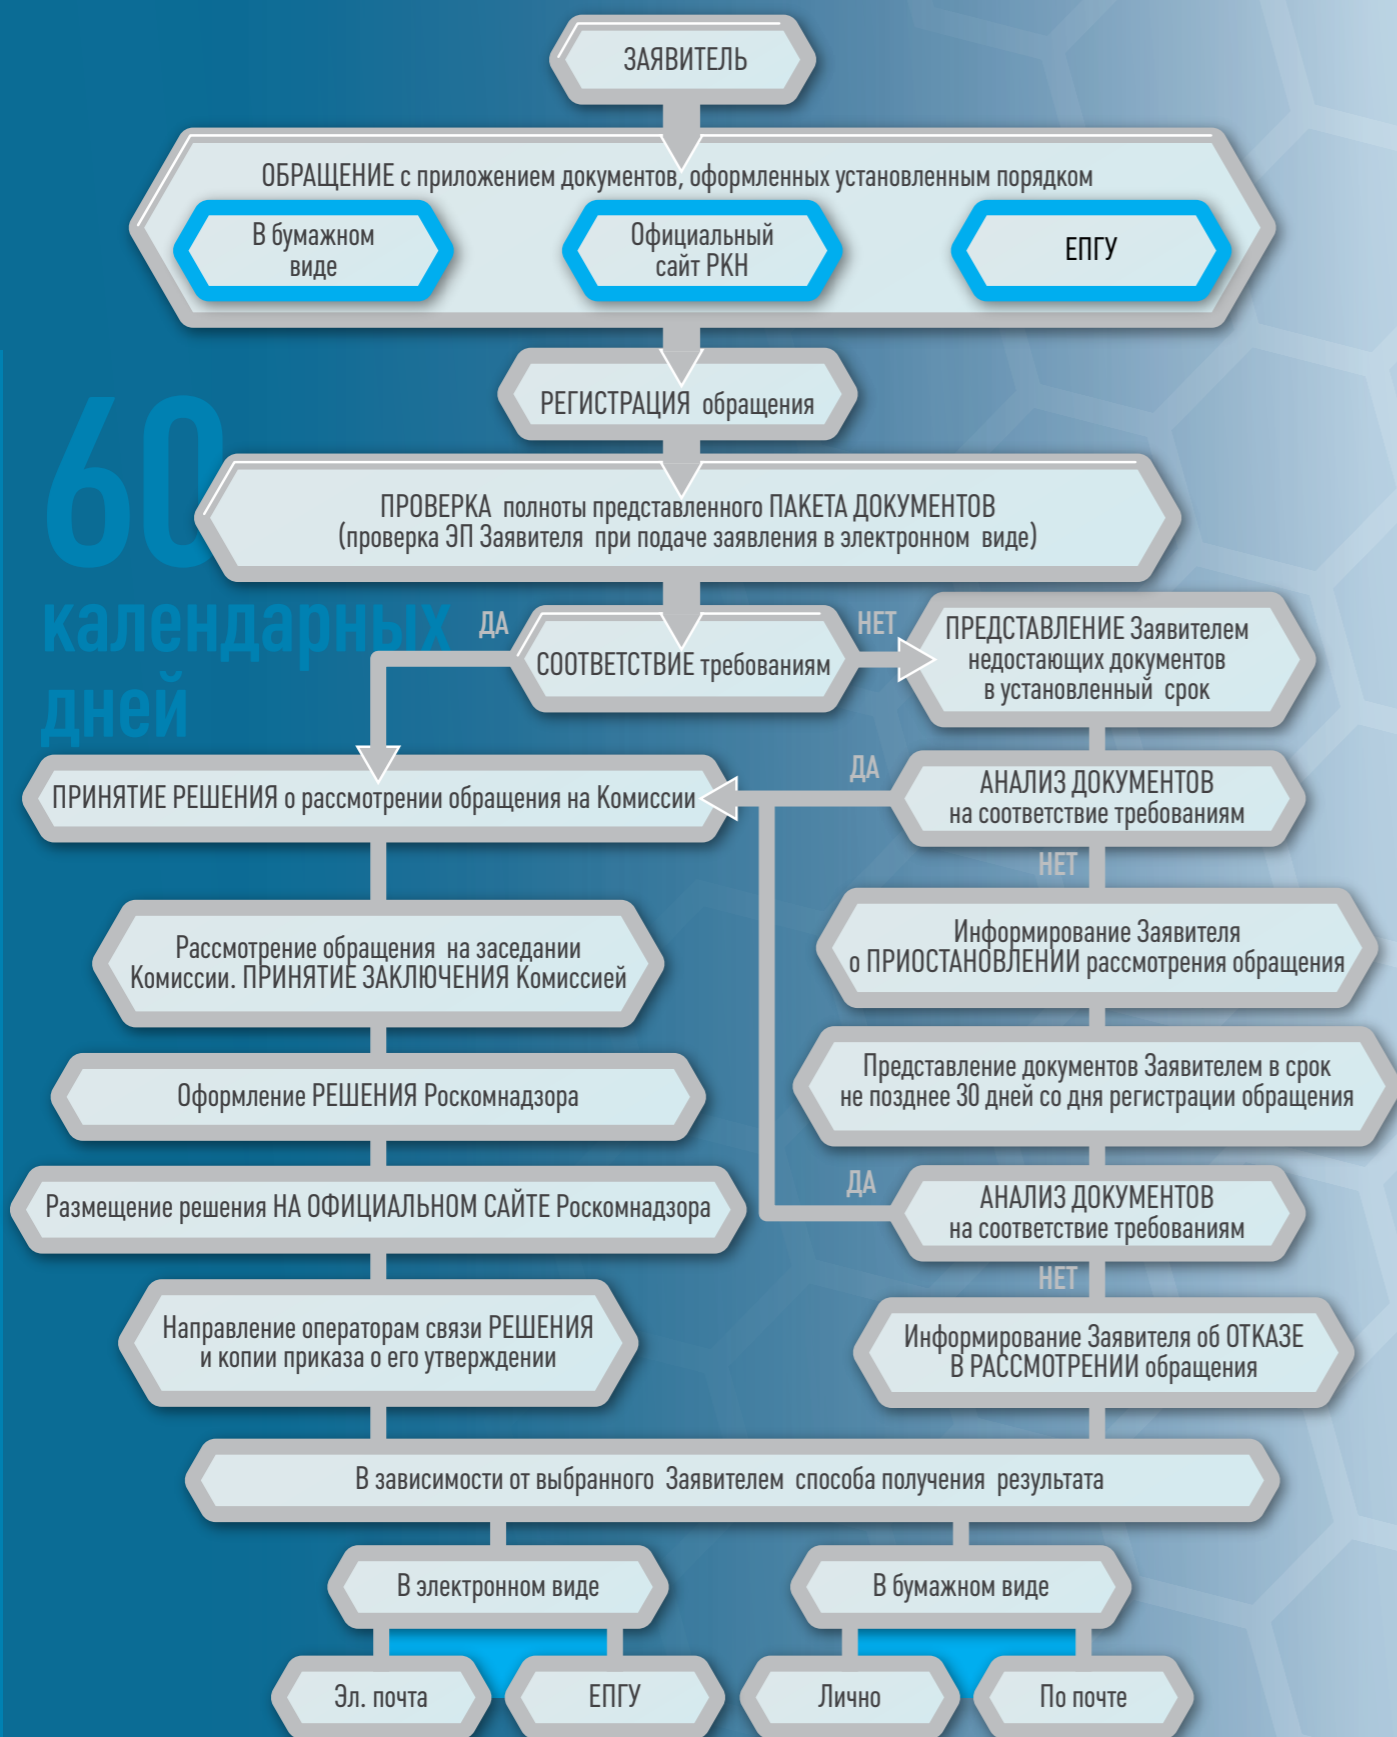 ЗАЯВИТЕЛЬ
ОБРАЩЕНИЕ с приложением документов, оформленных установленным порядком
В бумажном
виде
Официальный
сайт РКН
ЕПГУ
РЕГИСТРАЦИЯ обращения
60
календарных
дней
ПРОВЕРКА полноты представленного ПАКЕТА ДОКУМЕНТОВ
(проверка ЭП Заявителя при подаче заявления в электронном виде)
ДА
СООТВЕТСТВИЕ требованиям
НЕТ
ПРЕДСТАВЛЕНИЕ Заявителем
недостающих документов
в установленный срок
ПРИНЯТИЕ РЕШЕНИЯ о рассмотрении обращения на Комиссии
ДА
АНАЛИЗ ДОКУМЕНТОВ
на соответствие требованиям
НЕТ
Рассмотрение обращения на заседании
Комиссии. ПРИНЯТИЕ ЗАКЛЮЧЕНИЯ Комиссией
Информирование Заявителя
о ПРИОСТАНОВЛЕНИИ рассмотрения обращения
Оформление РЕШЕНИЯ Роскомнадзора
Представление документов Заявителем в срок
не позднее 30 дней со дня регистрации обращения
Размещение решения НА ОФИЦИАЛЬНОМ САЙТЕ Роскомнадзора
ДА
АНАЛИЗ ДОКУМЕНТОВ
на соответствие требованиям
НЕТ
Направление операторам связи РЕШЕНИЯ
и копии приказа о его утверждении
Информирование Заявителя об ОТКАЗЕ
В РАССМОТРЕНИИ обращения
В зависимости от выбранного Заявителем способа получения результата
В электронном виде
В бумажном виде
Эл. почта
ЕПГУ
Лично
По почте